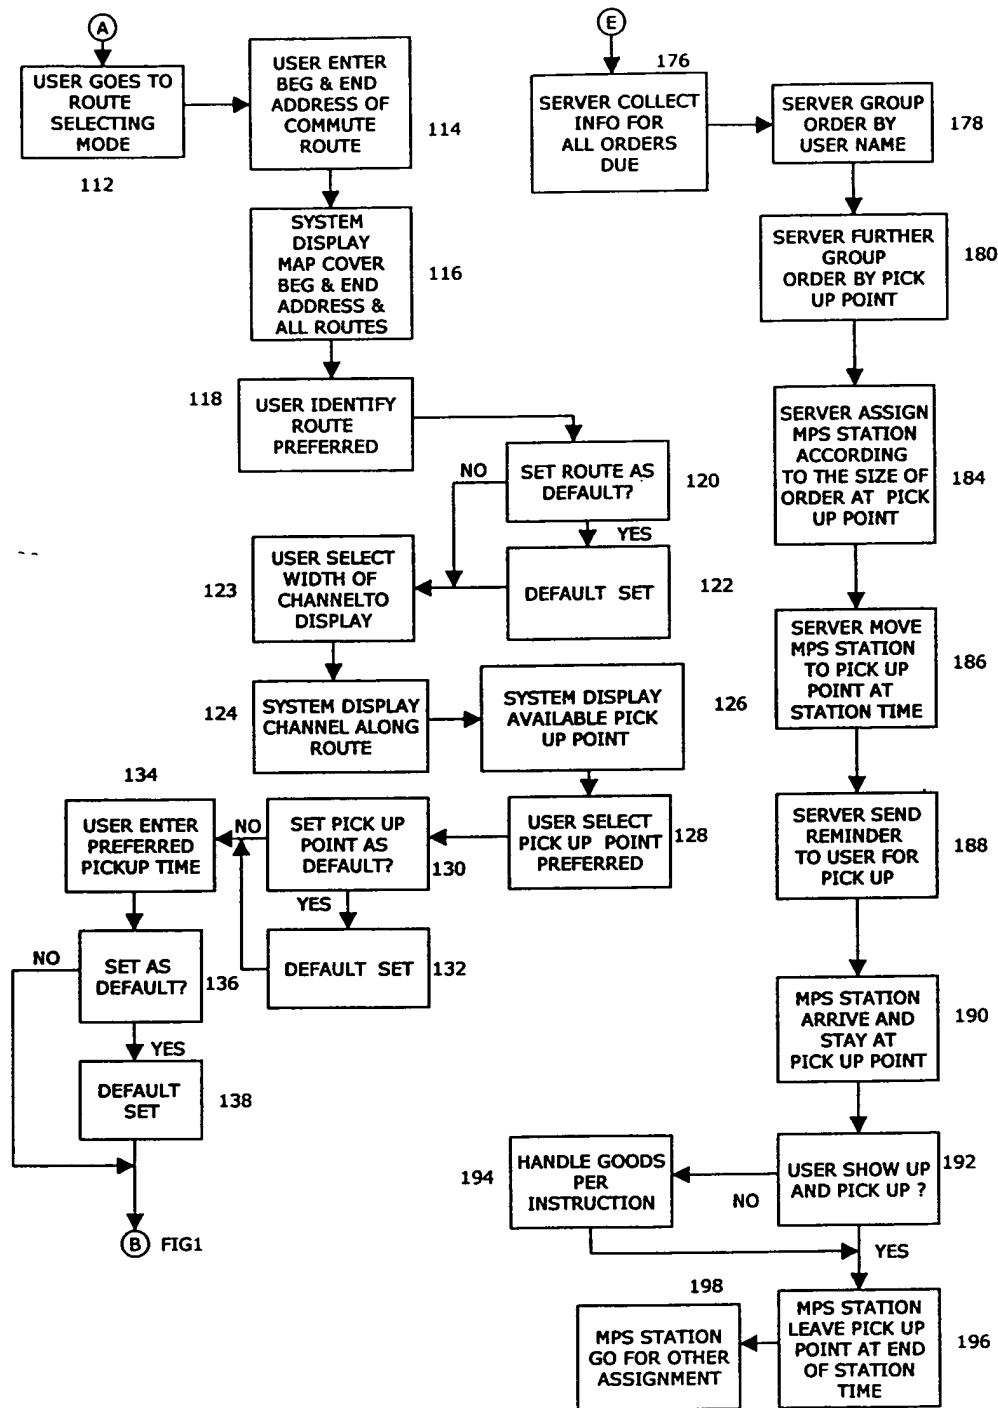 A
USER GOES TO
ROUTE
SELECTING
MODE
112
USER ENTER
BEG & END
ADDRESS OF
COMMUTE
ROUTE
114
SYSTEM
DISPLAY
MAP COVER
BEG & END
ADDRESS &
ALL ROUTES
116
118
USER IDENTIFY
ROUTE
PREFERRED
SET ROUTE AS
DEFAULT?
120
NO
YES
DEFAULT SET
122
123
USER SELECT
WIDTH OF
CHANNELTO
DISPLAY
124
SYSTEM DISPLAY
CHANNEL ALONG
ROUTE
SYSTEM DISPLAY
AVAILABLE PICK
UP POINT
126
USER SELECT
PICK UP POINT
PREFERRED
128
SET PICK UP
POINT AS
DEFAULT?
130
NO
YES
DEFAULT SET
132
134
USER ENTER
PREFERRED
PICKUP TIME
SET AS
DEFAULT?
136
NO
YES
DEFAULT
SET
138
B FIG1
E
176
SERVER COLLECT
INFO FOR
ALL ORDERS
DUE
SERVER GROUP
ORDER BY
USER NAME
178
SERVER FURTHER
GROUP
ORDER BY PICK
UP POINT
180
SERVER ASSIGN
MPS STATION
ACCORDING
TO THE SIZE OF
ORDER AT PICK
UP POINT
184
SERVER MOVE
MPS STATION
TO PICK UP
POINT AT
STATION TIME
186
SERVER SEND
REMINDER
TO USER FOR
PICK UP
188
MPS STATION
ARRIVE AND
STAY AT
PICK UP POINT
190
USER SHOW UP
AND PICK UP ?
192
NO
YES
194
HANDLE GOODS
PER
INSTRUCTION
MPS STATION
LEAVE PICK UP
POINT AT END
OF STATION
TIME
196
198
MPS STATION
GO FOR OTHER
ASSIGNMENT